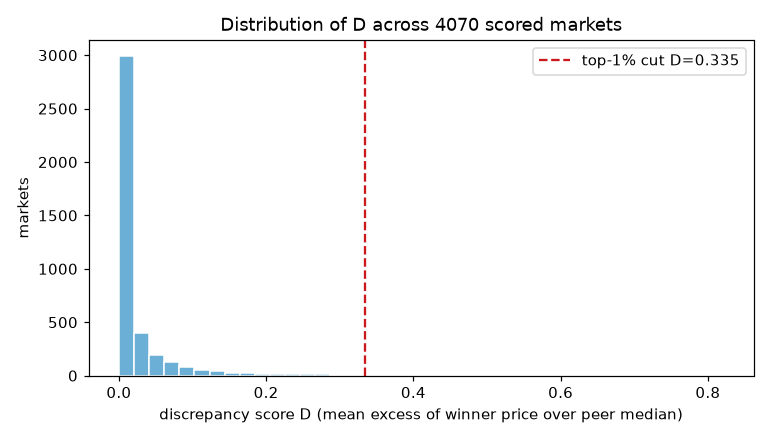 Distribution of D across 4070 scored markets
top-1% cut D=0.335
markets
3000
2500
2000
1500
1000
500
0
0.0 0.2 0.4 0.6 0.8
discrepancy score D (mean excess of winner price over peer median)